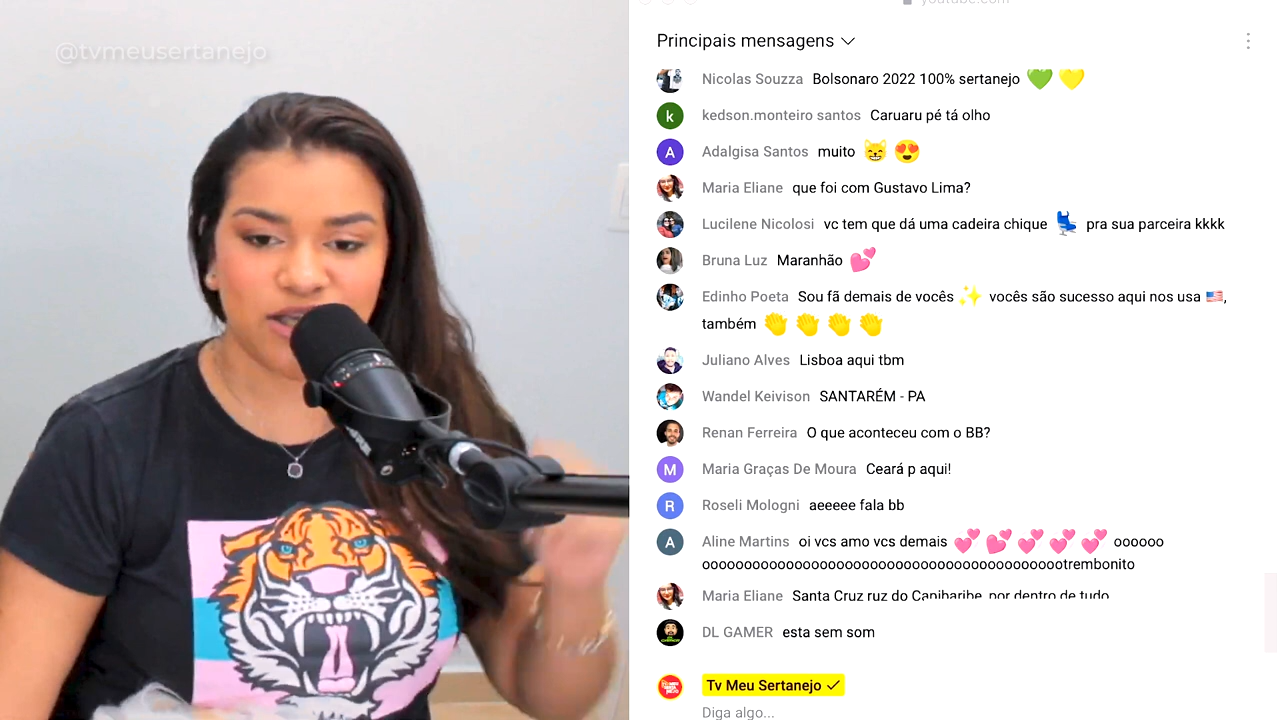 @tvmeusertanejo
youtube.com
Principais mensagens
Nicolas Souzza Bolsonaro 2022 100% sertanejo 💚 💛
kedson.monteiro santos Caruaru pé tá olho
Adalgisa Santos muito 😸 😍
Maria Eliane que foi com Gustavo Lima?
Lucilene Nicolosi vc tem que dá uma cadeira chique 💺 pra sua parceira kkkk
Bruna Luz Maranhão 💕
Edinho Poeta Sou fã demais de vocês ✨ vocês são sucesso aqui nos usa 🇺🇸,
também 👏 👏 👏 👏
Juliano Alves Lisboa aqui tbm
Wandel Keivison SANTARÉM - PA
Renan Ferreira O que aconteceu com o BB?
Maria Graças De Moura Ceará p aqui!
Roseli Mologni aeeeee fala bb
Aline Martins oi vcs amo vcs demais 💕 💕 💕 💕 💕 oooooo
ooooooooooooooooooooooooooooooooooooooooooootrembonito
Maria Eliane Santa Cruz ruz do Capibaribe, por dentro de tudo
DL GAMER esta sem som
Tv Meu Sertanejo ✓
Diga algo...
k
A
M
R
A